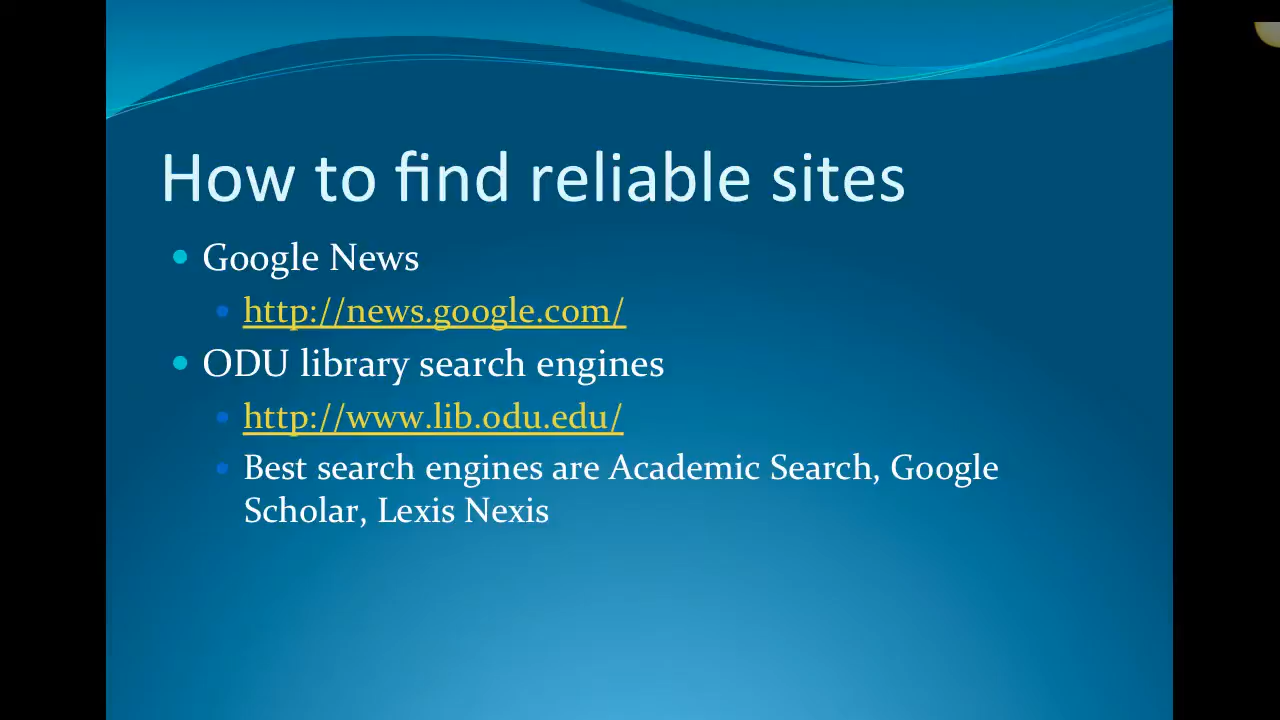 How to find reliable sites
Google News
http://news.google.com/
ODU library search engines
http://www.lib.odu.edu/
Best search engines are Academic Search, Google
Scholar, Lexis Nexis